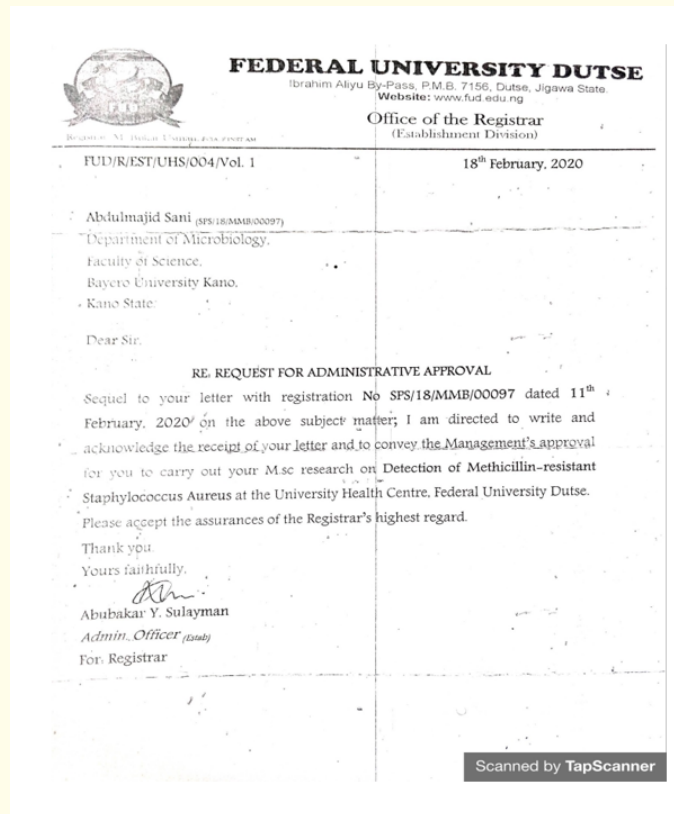 FEDERAL UNIVERSITY DUTSE
Ibrahim Aliyu By-Pass, P.M.B. 7156, Dutse, Jigawa State.
Website: www.fud.edu.ng
Office of the Registrar
(Establishment Division)
FUD/R/EST/UHS/004/Vol. 1 18th February, 2020
Abdulmajid Sani (SPS/18/MMB/00097)
Department of Microbiology,
Faculty of Science,
Bayero University Kano,
Kano State.
Dear Sir,
RE: REQUEST FOR ADMINISTRATIVE APPROVAL
Sequel to your letter with registration No SPS/18/MMB/00097 dated 11th
February, 2020 on the above subject matter; I am directed to write and
acknowledge the receipt of your letter and to convey the Management's approval
for you to carry out your M.sc research on Detection of Methicillin-resistant
Staphylococcus Aureus at the University Health Centre, Federal University Dutse.
Please accept the assurances of the Registrar's highest regard.
Thank you.
Yours faithfully,
Abubakar Y. Sulayman
Admin. Officer (Estab)
For: Registrar
Scanned by TapScanner